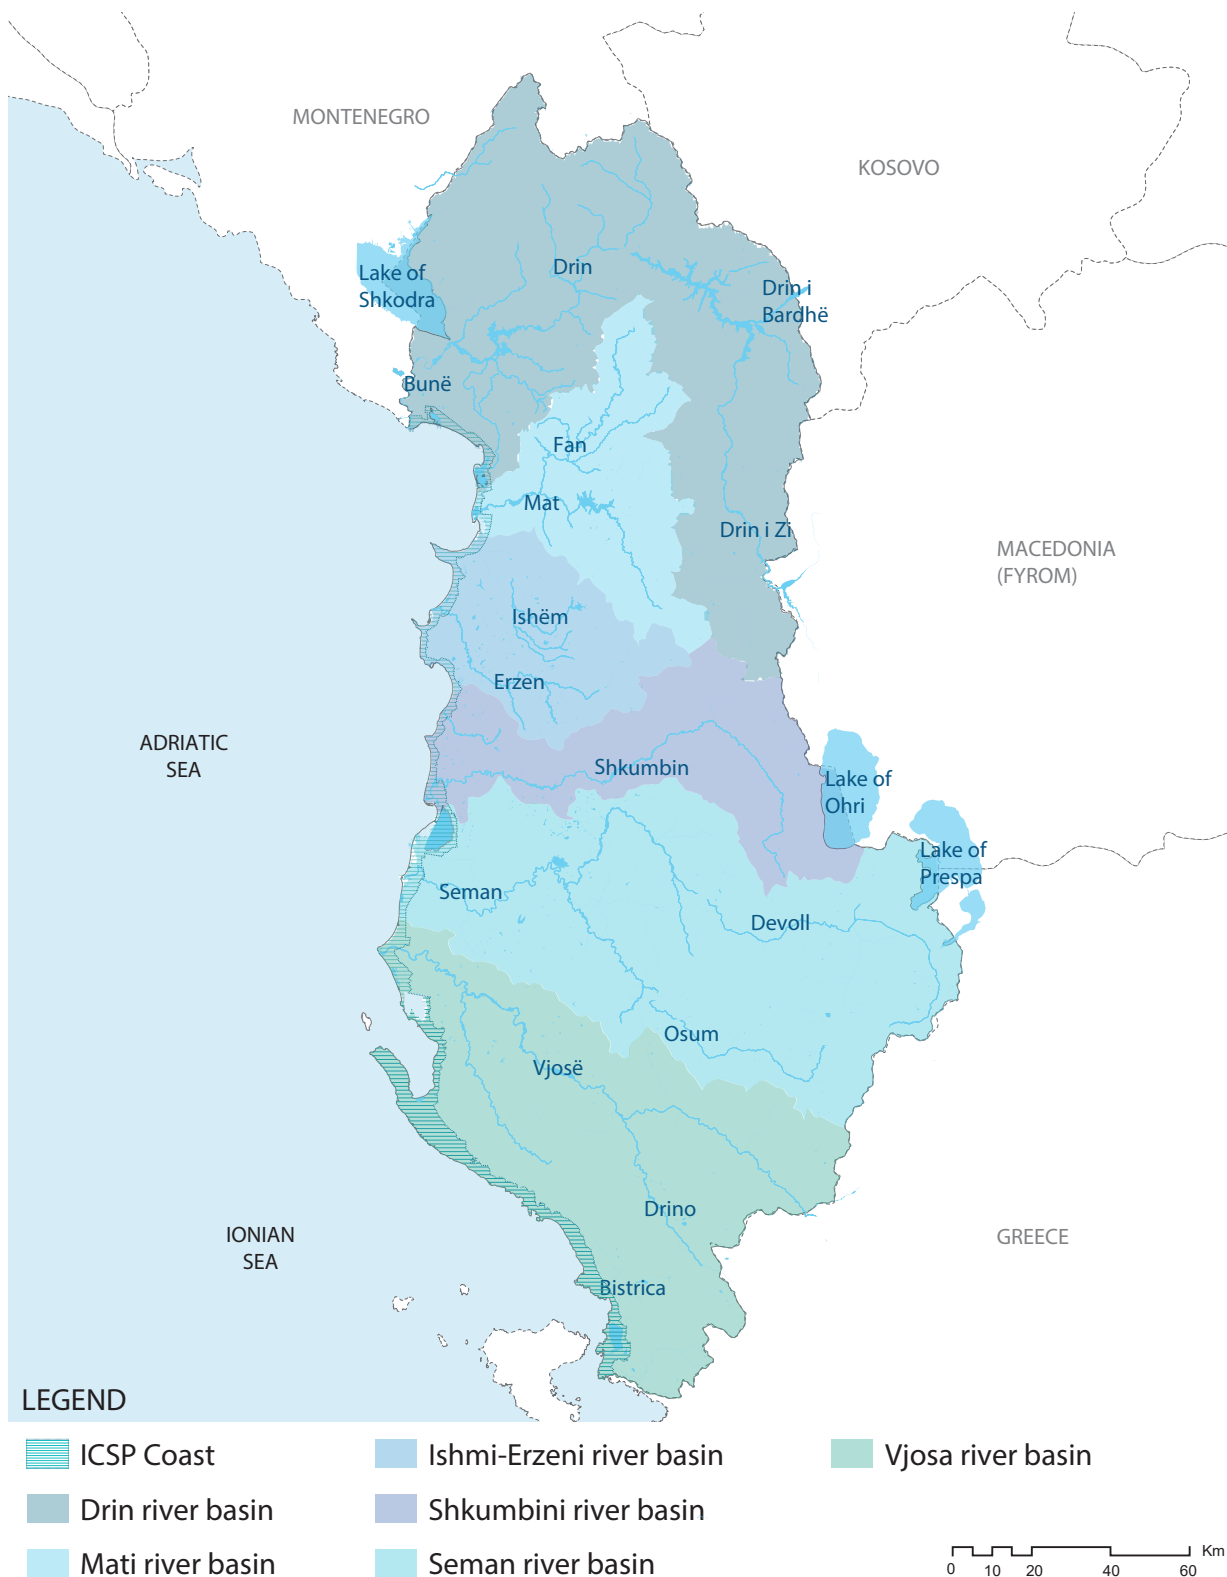 MONTENEGRO
KOSOVO
Lake of
Shkodra
Drin
Drin i
Bardhë
Bunë
Fan
Mat
Drin i Zi
MACEDONIA
(FYROM)
Ishëm
Erzen
ADRIATIC
SEA
Shkumbin
Lake of
Ohri
Lake of
Prespa
Seman
Devoll
Osum
Vjosë
Drino
IONIAN
SEA
GREECE
Bistrica
LEGEND
ICSP Coast
Ishmi-Erzeni river basin
Vjosa river basin
Drin river basin
Shkumbini river basin
Mati river basin
Seman river basin
Km
0 10 20 40 60